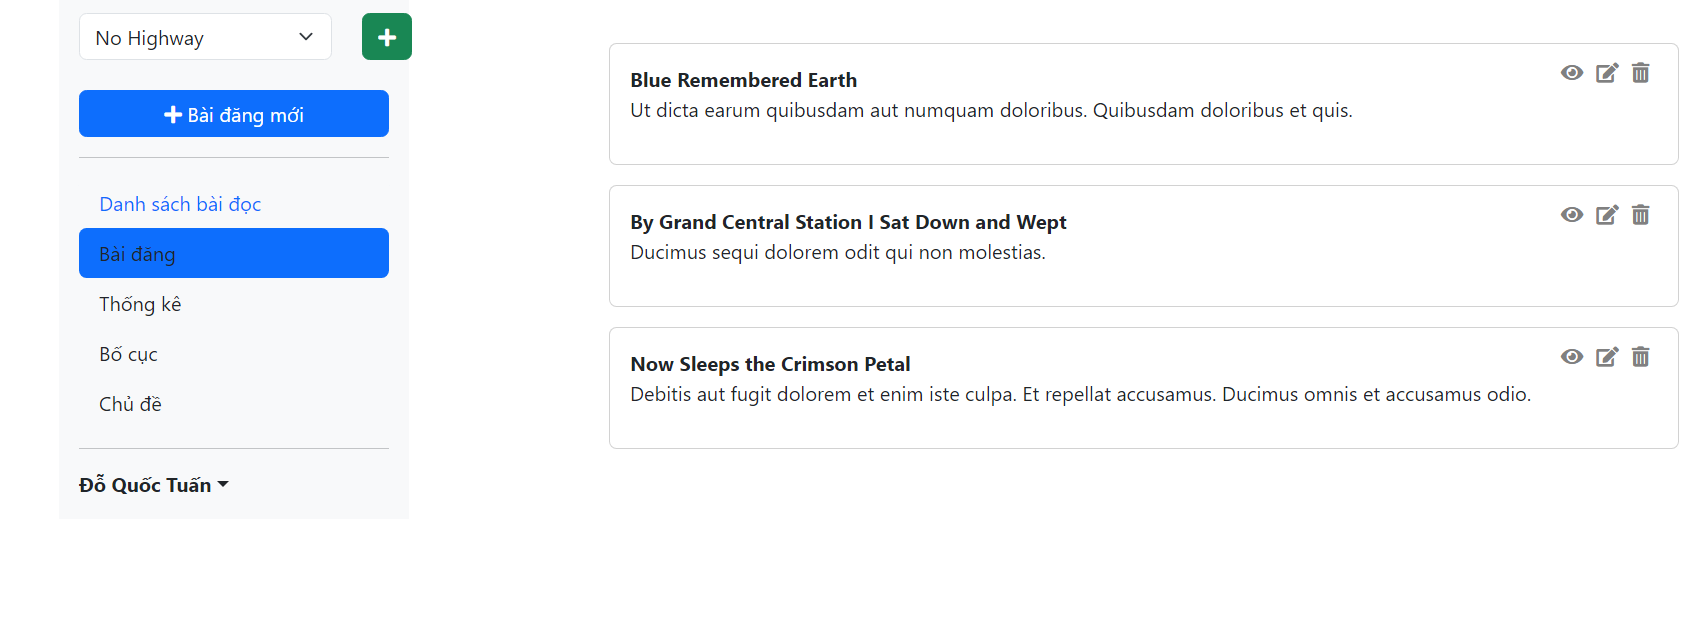 No Highway
Bài đăng mới
Danh sách bài đọc
Bài đăng
Thống kê
Bố cục
Chủ đề
Đỗ Quốc Tuấn
Blue Remembered Earth
Ut dicta earum quibusdam aut numquam doloribus. Quibusdam doloribus et quis.
By Grand Central Station I Sat Down and Wept
Ducimus sequi dolorem odit qui non molestias.
Now Sleeps the Crimson Petal
Debitis aut fugit dolorem et enim iste culpa. Et repellat accusamus. Ducimus omnis et accusamus odio.